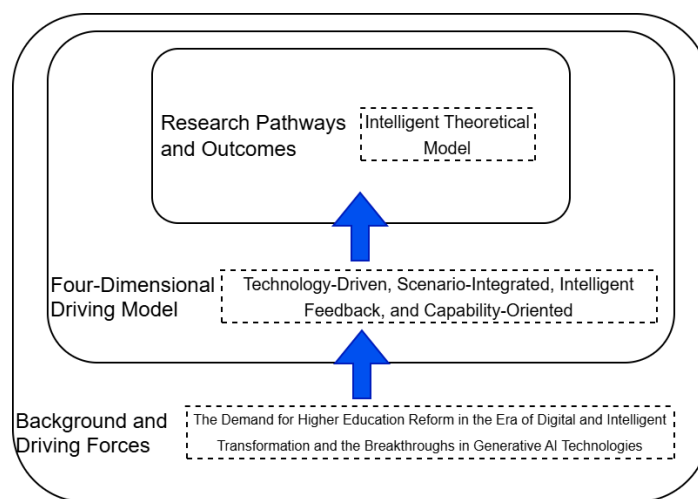 Research Pathways
and Outcomes
Intelligent Theoretical
Model
Four-Dimensional
Driving Model
Technology-Driven, Scenario-Integrated, Intelligent
Feedback, and Capability-Oriented
Background and
Driving Forces
The Demand for Higher Education Reform in the Era of Digital and Intelligent
Transformation and the Breakthroughs in Generative AI Technologies